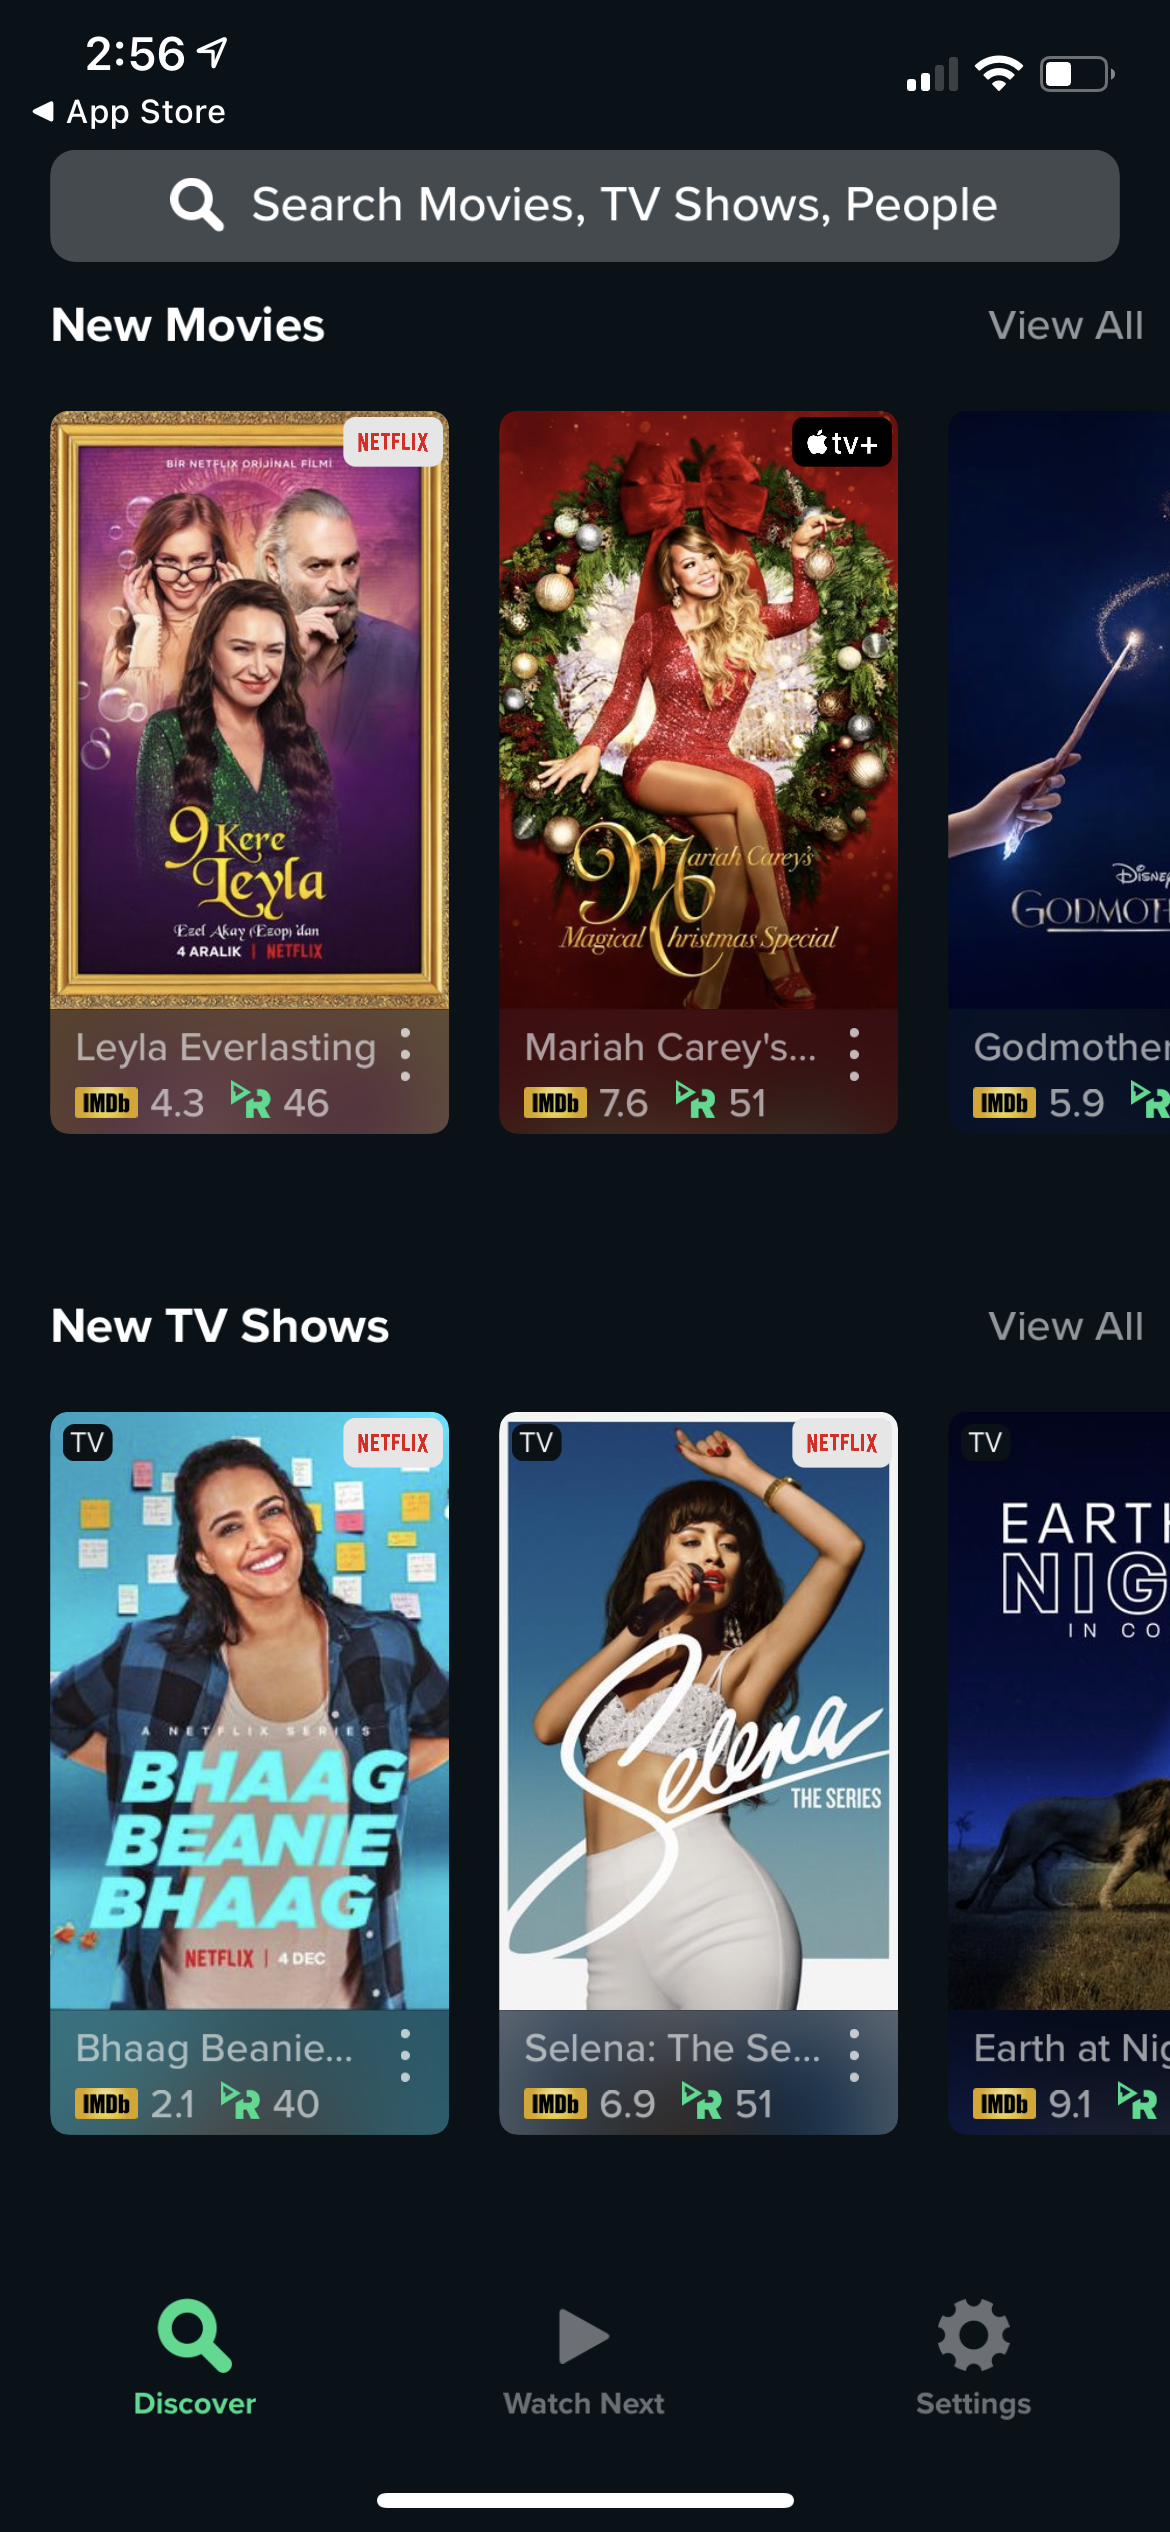 2:56
App Store
Search Movies, TV Shows, People
New Movies
View All
NETFLIX
BİR NETFLIX ORİJİNAL FİLMİ
9 Kere
Leyla
Ezel Akay (Ezop)'dan
4 ARALIK | NETFLIX
Leyla Everlasting
IMDb 4.3 R 46
tv+
Mariah Carey's
Magical Christmas Special
Mariah Carey's...
IMDb 7.6 R 51
Disney
GODMOTH
Godmother
IMDb 5.9 R
New TV Shows
View All
TV
NETFLIX
A NETFLIX SERIES
BHAAG
BEANIE
BHAAG
NETFLIX | 4 DEC
Bhaag Beanie...
IMDb 2.1 R 40
TV
NETFLIX
Selena
THE SERIES
Selena: The Se...
IMDb 6.9 R 51
TV
EARTH
NIG
IN CO
Earth at Nig
IMDb 9.1 R
Discover
Watch Next
Settings